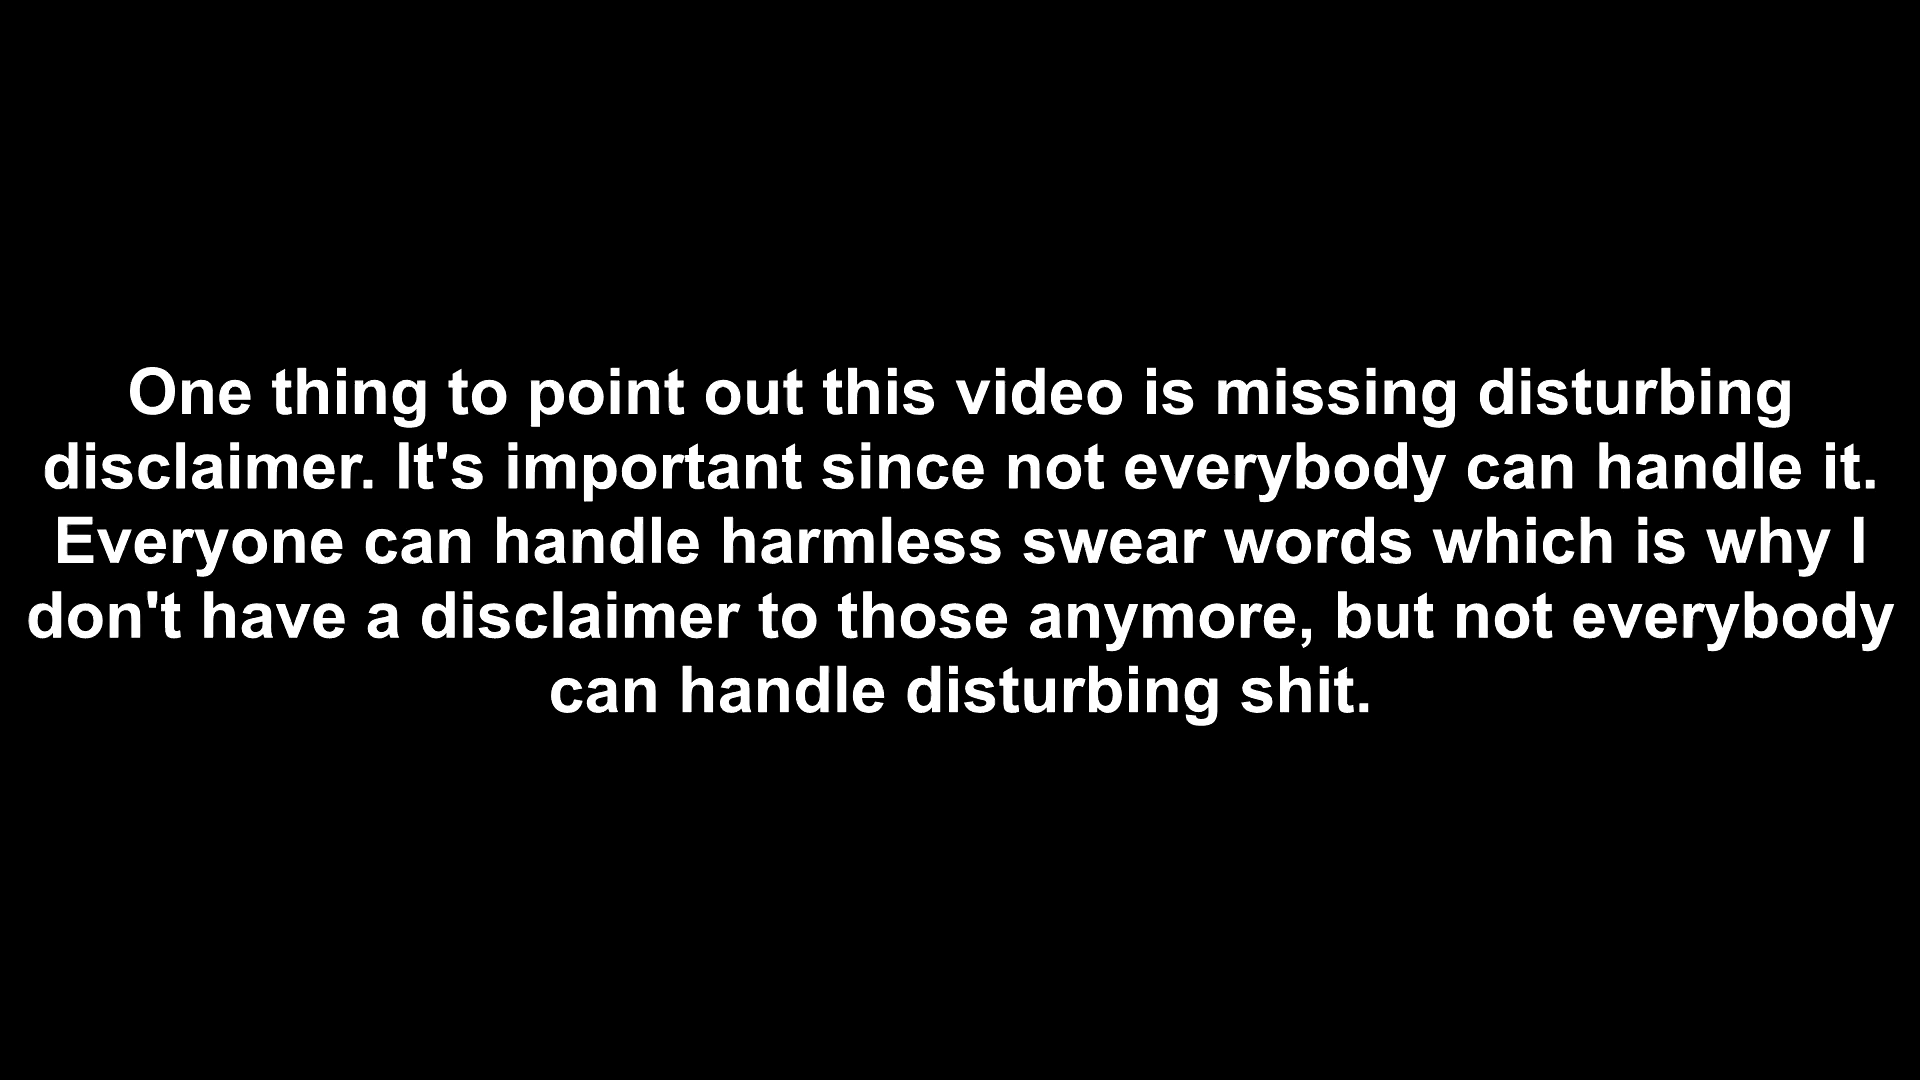 One thing to point out this video is missing disturbing
disclaimer. It's important since not everybody can handle it.
Everyone can handle harmless swear words which is why I
don't have a disclaimer to those anymore, but not everybody
can handle disturbing shit.